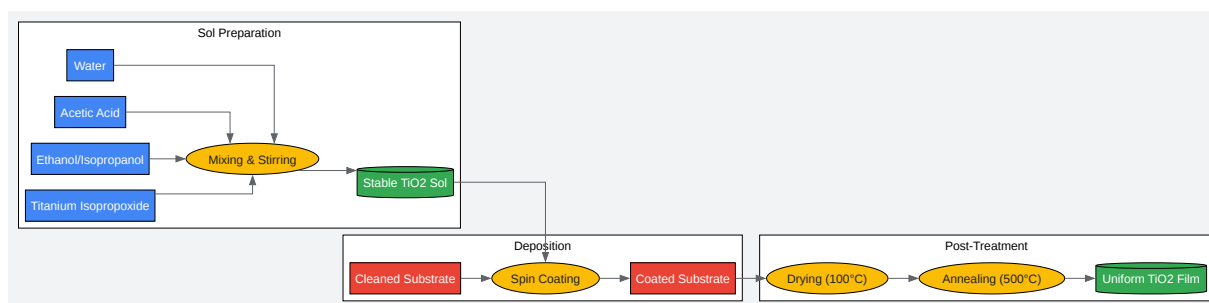 Sol Preparation
Water
Acetic Acid
Ethanol/Isopropanol
Mixing & Stirring
Stable TiO2 Sol
Titanium Isopropoxide
Deposition
Cleaned Substrate
Spin Coating
Coated Substrate
Post-Treatment
Drying (100°C)
Annealing (500°C)
Uniform TiO2 Film